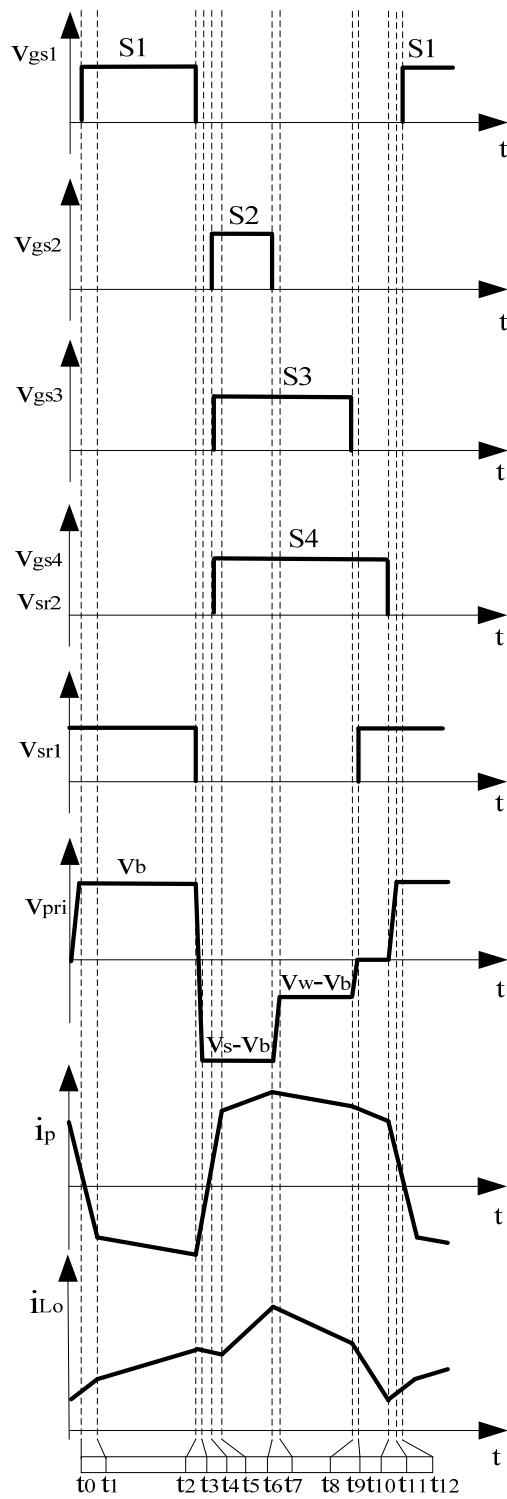 Vgs1 S1 S1
t
Vgs2 S2
t
Vgs3 S3
t
Vgs4 S4
Vsr2
t
Vsr1
t
Vb
Vpri
t
Vw-Vb
Vs-Vb
ip
t
iLo
t
t0 t1 t2 t3 t4 t5 t6 t7 t8 t9 t10 t11 t12